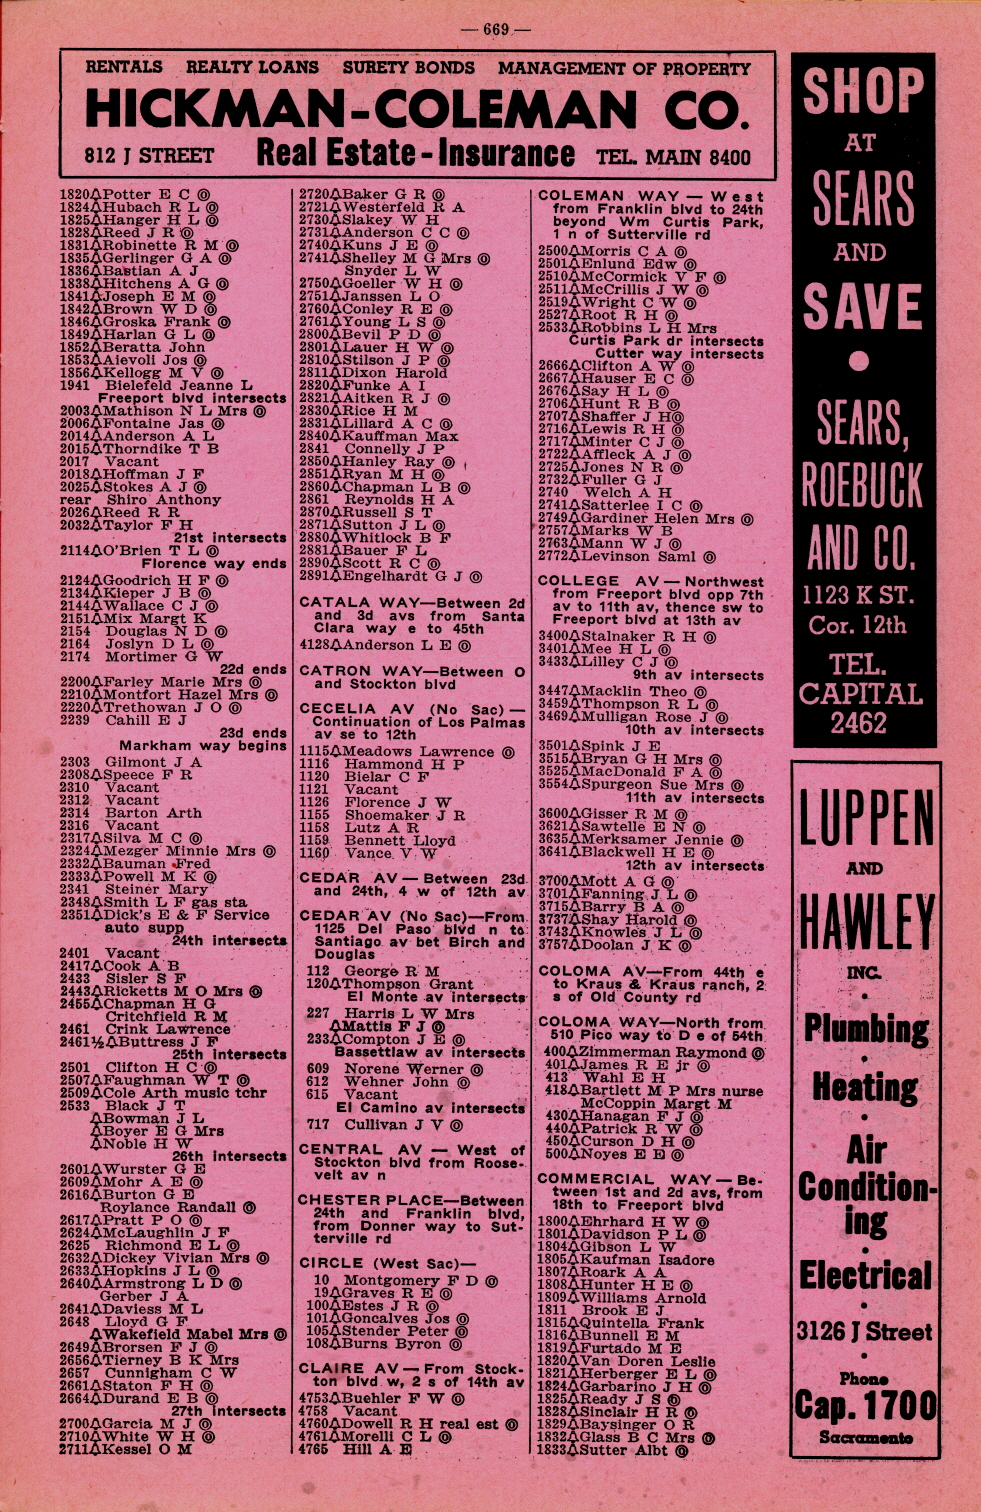 — 669 —
RENTALS REALTY LOANS SURETY BONDS MANAGEMENT OF PROPERTY
HICKMAN-COLEMAN CO.
812 J STREET Real Estate - Insurance TEL. MAIN 8400
1820△Potter E C ⓞ
1824△Hubach R L ⓞ
1825△Hanger H L ⓞ
1828△Reed J R ⓞ
1831△Robinette R M ⓞ
1835△Gerlinger G A ⓞ
1836△Bastian A J
1838△Hitchens A G ⓞ
1841△Joseph E M ⓞ
1842△Brown W D ⓞ
1846△Groska Frank ⓞ
1849△Harlan G L ⓞ
1852△Beratta John
1853△Aievoli Jos ⓞ
1856△Kellogg M V ⓞ
1941 Bielefeld Jeanne L
Freeport blvd intersects
2003△Mathison N L Mrs ⓞ
2006△Fontaine Jas ⓞ
2014△Anderson A L
2015△Thorndike T B
2017 Vacant
2018△Hoffman J F
2025△Stokes A J ⓞ
rear Shiro Anthony
2026△Reed R R
2032△Taylor F H
21st intersects
2114△O'Brien T L ⓞ
Florence way ends
2124△Goodrich H F ⓞ
2134△Kieper J B ⓞ
2144△Wallace C J ⓞ
2151△Mix Margt K
2154 Douglas N D ⓞ
2164 Joslyn D L ⓞ
2174 Mortimer G W
22d ends
2200△Farley Marie Mrs ⓞ
2210△Montfort Hazel Mrs ⓞ
2220△Trethowan J O ⓞ
2239 Cahill E J
23d ends
Markham way begins
2303 Gilmont J A
2308△Speece F R
2310 Vacant
2312 Vacant
2314 Barton Arth
2316 Vacant
2317△Silva M C ⓞ
2324△Mezger Minnie Mrs ⓞ
2332△Bauman Fred
2333△Powell M K ⓞ
2341 Steiner Mary
2348△Smith L F gas sta
2351△Dick's E & F Service
auto supp
24th intersects
2401 Vacant
2417△Cook A B
2433 Sisler S F
2443△Ricketts M O Mrs ⓞ
2455△Chapman H G
Critchfield R M
2461 Crink Lawrence
2461½△Buttress J F
25th intersects
2501 Clifton H C ⓞ
2507△Faughman W T ⓞ
2509△Cole Arth music tchr
2533 Black J T
△Bowman J L
△Boyer E G Mrs
△Noble H W
26th intersects
2601△Wurster G E
2609△Mohr A E ⓞ
2616△Burton G E
Roylance Randall ⓞ
2617△Pratt P O ⓞ
2624△McLaughlin J F
2625 Richmond E L ⓞ
2632△Dickey Vivian Mrs ⓞ
2633△Hopkins J L ⓞ
2640△Armstrong L D ⓞ
Gerber J A
2641△Daviess M L
2648 Lloyd G F
△Wakefield Mabel Mrs ⓞ
2649△Brorsen F J ⓞ
2656△Tierney B K Mrs
2657 Cunnigham C W
2661△Staton F H ⓞ
2664△Durand E B ⓞ
27th intersects
2700△Garcia M J ⓞ
2710△White W H ⓞ
2711△Kessel O M
2720△Baker G R ⓞ
2721△Westerfeld R A
2730△Slakey W H
2731△Anderson C C ⓞ
2740△Kuns J E ⓞ
2741△Shelley M G Mrs ⓞ
Snyder L W
2750△Goeller W H ⓞ
2751△Janssen L O
2760△Conley R E ⓞ
2761△Young L S ⓞ
2800△Bevil P D ⓞ
2801△Lauer H W ⓞ
2810△Stilson J P ⓞ
2811△Dixon Harold
2820△Funke A I
2821△Aitken R J ⓞ
2830△Rice H M
2831△Lillard A C ⓞ
2840△Kauffman Max
2841 Connelly J P
2850△Hanley Ray ⓞ
2851△Ryan M H ⓞ
2860△Chapman L B ⓞ
2861 Reynolds H A
2870△Russell S T
2871△Sutton J L ⓞ
2880△Whitlock B F
2881△Bauer F L
2890△Scott R C ⓞ
2891△Engelhardt G J ⓞ
CATALA WAY—Between 2d
and 3d avs from Santa
Clara way e to 45th
4128△Anderson L E ⓞ
CATRON WAY—Between O
and Stockton blvd
CECELIA AV (No Sac)—
Continuation of Los Palmas
av se to 12th
1115△Meadows Lawrence ⓞ
1116 Hammond H P
1120 Bielar C F
1121 Vacant
1126 Florence J W
1155 Shoemaker J R
1158 Lutz A R
1159 Bennett Lloyd
1160 Vance V W
CEDAR AV—Between 23d
and 24th, 4 w of 12th av
CEDAR AV (No Sac)—From
1125 Del Paso blvd n to
Santiago av bet Birch and
Douglas
112 George R M
120△Thompson Grant
El Monte av intersects
227 Harris L W Mrs
△Mattis F J ⓞ
233△Compton J E ⓞ
Bassettlaw av intersects
609 Norene Werner ⓞ
612 Wehner John ⓞ
615 Vacant
El Camino av intersects
717 Cullivan J V ⓞ
CENTRAL AV — West of
Stockton blvd from Roose-
velt av n
CHESTER PLACE—Between
24th and Franklin blvd,
from Donner way to Sut-
terville rd
CIRCLE (West Sac)—
10 Montgomery F D ⓞ
19△Graves R E ⓞ
100△Estes J R ⓞ
101△Goncalves Jos ⓞ
105△Stender Peter ⓞ
108△Burns Byron ⓞ
CLAIRE AV—From Stock-
ton blvd w, 2 s of 14th av
4753△Buehler F W ⓞ
4758 Vacant
4760△Dowell R H real est ⓞ
4761△Morelli C L ⓞ
4765 Hill A E
COLEMAN WAY — West
from Franklin blvd to 24th
beyond Wm Curtis Park,
1 n of Sutterville rd
2500△Morris C A ⓞ
2501△Enlund Edw ⓞ
2510△McCormick V F ⓞ
2511△McCrillis J W ⓞ
2519△Wright C W ⓞ
2527△Root R H ⓞ
2533△Robbins L H Mrs
Curtis Park dr intersects
Cutter way intersects
2666△Clifton A W ⓞ
2667△Hauser E C ⓞ
2676△Say H L ⓞ
2706△Hunt R B ⓞ
2707△Shaffer J H ⓞ
2716△Lewis R H ⓞ
2717△Minter C J ⓞ
2722△Affleck A J ⓞ
2725△Jones N R ⓞ
2732△Fuller G J
2740 Welch A H
2741△Satterlee I C ⓞ
2749△Gardiner Helen Mrs ⓞ
2757△Marks W B
2763△Mann W J ⓞ
2772△Levinson Saml ⓞ
COLLEGE AV—Northwest
from Freeport blvd opp 7th
av to 11th av, thence sw to
Freeport blvd at 13th av
3400△Stalnaker R H ⓞ
3401△Mee H L ⓞ
3433△Lilley C J ⓞ
9th av intersects
3447△Macklin Theo ⓞ
3459△Thompson R L ⓞ
3469△Mulligan Rose J ⓞ
10th av intersects
3501△Spink J E
3515△Bryan G H Mrs ⓞ
3525△MacDonald F A ⓞ
3554△Spurgeon Sue Mrs ⓞ
11th av intersects
3600△Gisser R M ⓞ
3621△Sawtelle E N ⓞ
3635△Merksamer Jennie ⓞ
3641△Blackwell H E ⓞ
12th av intersects
3700△Mott A G ⓞ
3701△Fanning J L ⓞ
3715△Barry B A ⓞ
3737△Shay Harold ⓞ
3743△Knowles J L ⓞ
3757△Doolan J K ⓞ
COLOMA AV—From 44th e
to Kraus & Kraus ranch, 2
s of Old County rd
COLOMA WAY—North from
510 Pico way to D e of 54th
400△Zimmerman Raymond ⓞ
401△James R E jr ⓞ
413 Wahl E H
418△Bartlett M P Mrs nurse
McCoppin Margt M
430△Hanagan F J ⓞ
440△Patrick R W ⓞ
450△Curson D H ⓞ
500△Noyes E E ⓞ
COMMERCIAL WAY—Be-
tween 1st and 2d avs, from
18th to Freeport blvd
1800△Ehrhard H W ⓞ
1801△Davidson P L ⓞ
1804△Gibson L W
1805△Kaufman Isadore
1807△Roark A A
1808△Hunter H E ⓞ
1809△Williams Arnold
1811 Brook E J
1815△Quintella Frank
1816△Bunnell E M
1819△Furtado M E
1820△Van Doren Leslie
1821△Herberger E L ⓞ
1824△Garbarino J H ⓞ
1825△Ready J S ⓞ
1828△Sinclair H R ⓞ
1829△Baysinger O R
1832△Glass B C Mrs ⓞ
1833△Sutter Albt ⓞ
SHOP
AT
SEARS
AND
SAVE
•
SEARS,
ROEBUCK
AND CO.
1123 K ST.
Cor. 12th
TEL.
CAPITAL
2462
LUPPEN
AND
HAWLEY
INC.
•
Plumbing
•
Heating
•
Air
Condition-
ing
•
Electrical
•
3126 J Street
•
Phone
Cap. 1700
Sacramento